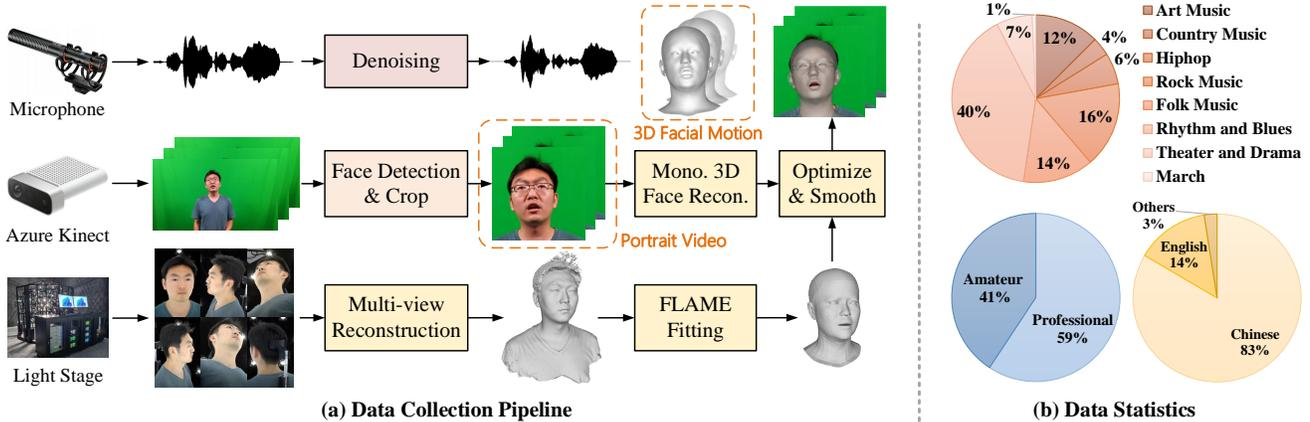 Microphone
Denoising
3D Facial Motion
Azure Kinect
Face Detection
& Crop
Portrait Video
Mono. 3D
Face Recon.
Optimize
& Smooth
Light Stage
Multi-view
Reconstruction
FLAME
Fitting
(a) Data Collection Pipeline
1%
7%
12%
4%
6%
40%
16%
14%
Art Music
Country Music
Hiphop
Rock Music
Folk Music
Rhythm and Blues
Theater and Drama
March
Amateur
41%
Professional
59%
Others
3%
English
14%
Chinese
83%
(b) Data Statistics